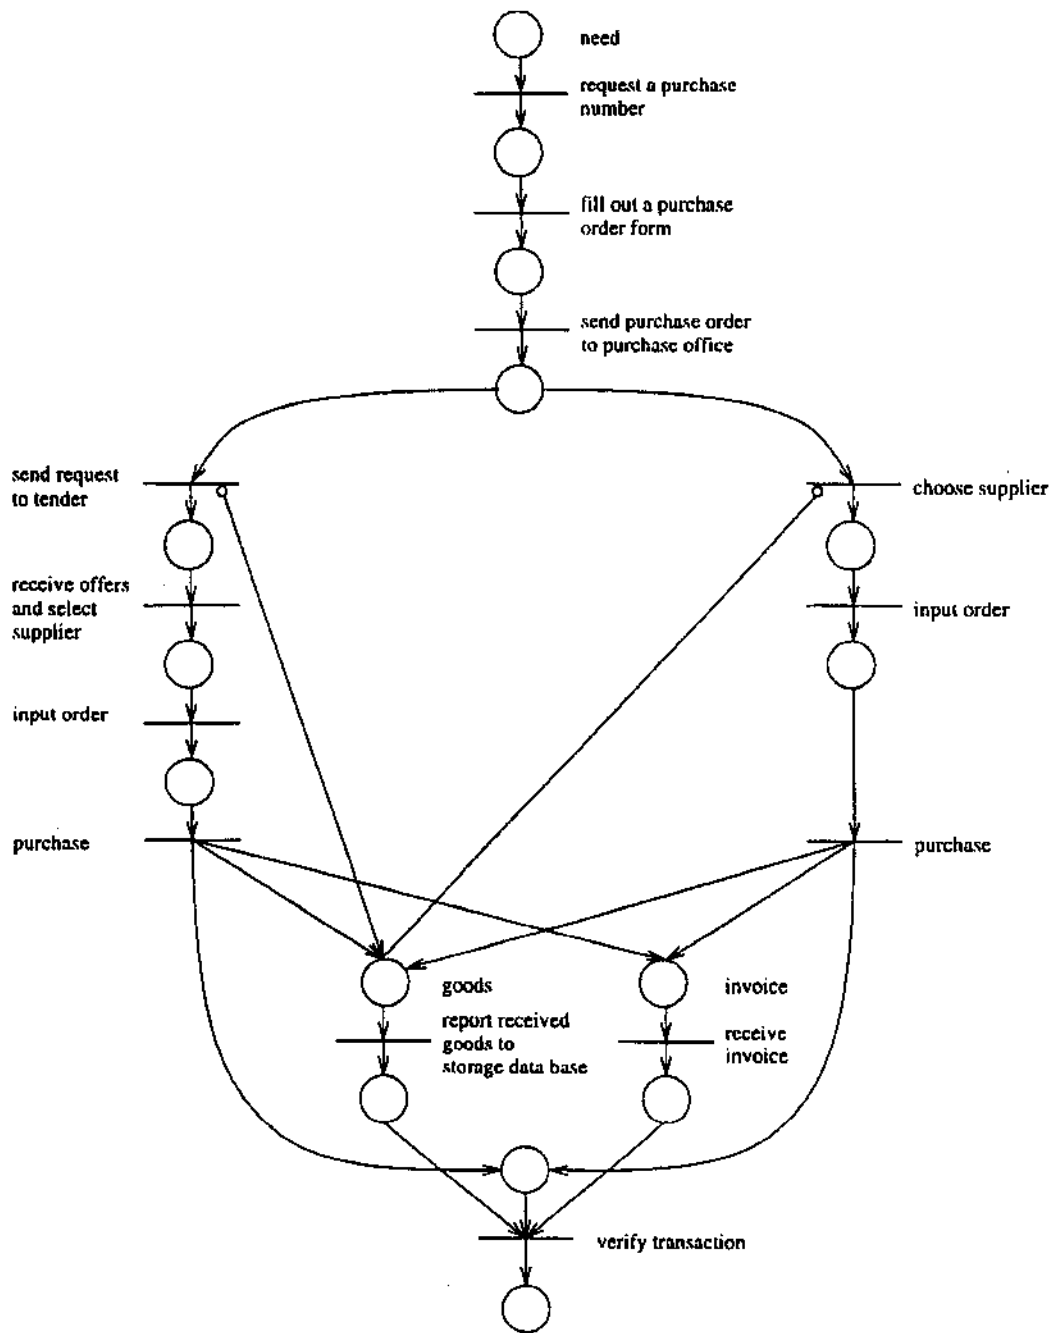 need
request a purchase
number
fill out a purchase
order form
send purchase order
to purchase office
send request
to tender
choose supplier
receive offers
and select
supplier
input order
input order
purchase
purchase
goods
invoice
report received
goods to
storage data base
receive
invoice
verify transaction